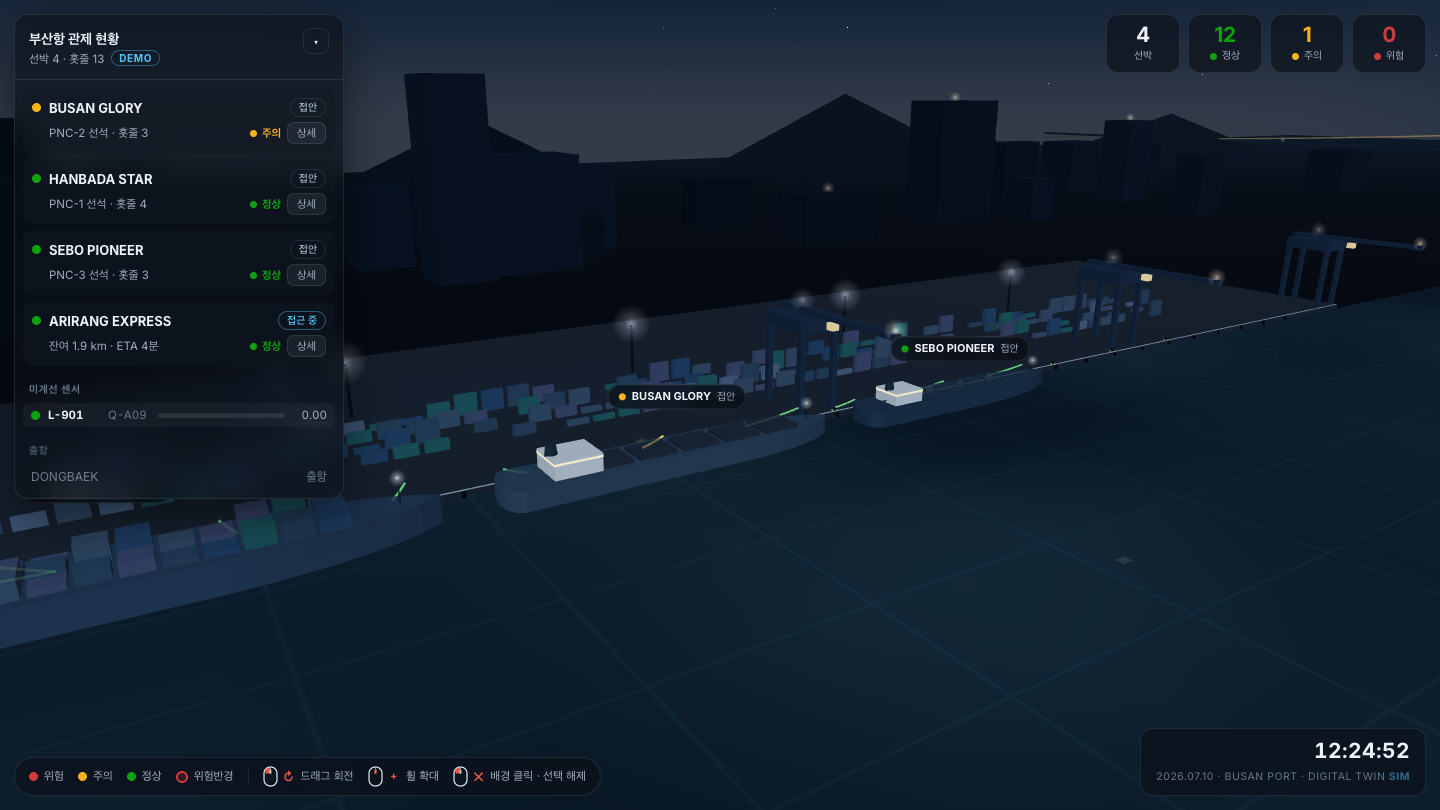 부산항 관제 현황
선박 4 · 홋줄 13 DEMO
BUSAN GLORY 접안
PNC-2 선석 · 홋줄 3 주의 상세
HANBADA STAR 접안
PNC-1 선석 · 홋줄 4 정상 상세
SEBO PIONEER 접안
PNC-3 선석 · 홋줄 3 정상 상세
ARIRANG EXPRESS 접근 중
잔여 1.9 km · ETA 4분 정상 상세
미계선 센서
L-901 Q-A09 0.00
출항
DONGBAEK 출항
4 12 1 0
선박 정상 주의 위험
SEBO PIONEER 접안
BUSAN GLORY 접안
위험 주의 정상 위험반경 드래그 회전 + 휠 확대 배경 클릭 · 선택 해제
12:24:52
2026.07.10 · BUSAN PORT · DIGITAL TWIN SIM